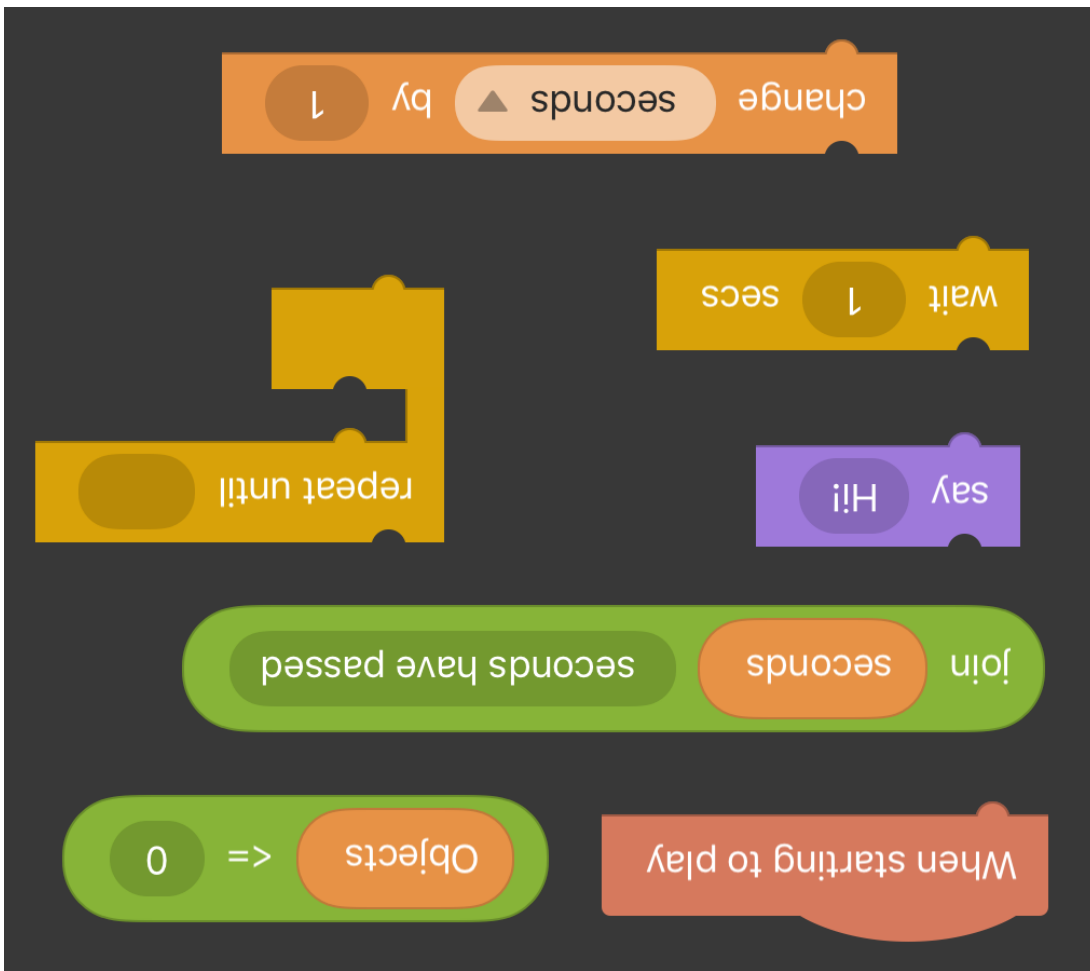 When starting to play
Objects <= 0
join seconds seconds have passed
say Hi!
repeat until
wait 1 secs
change seconds by 1